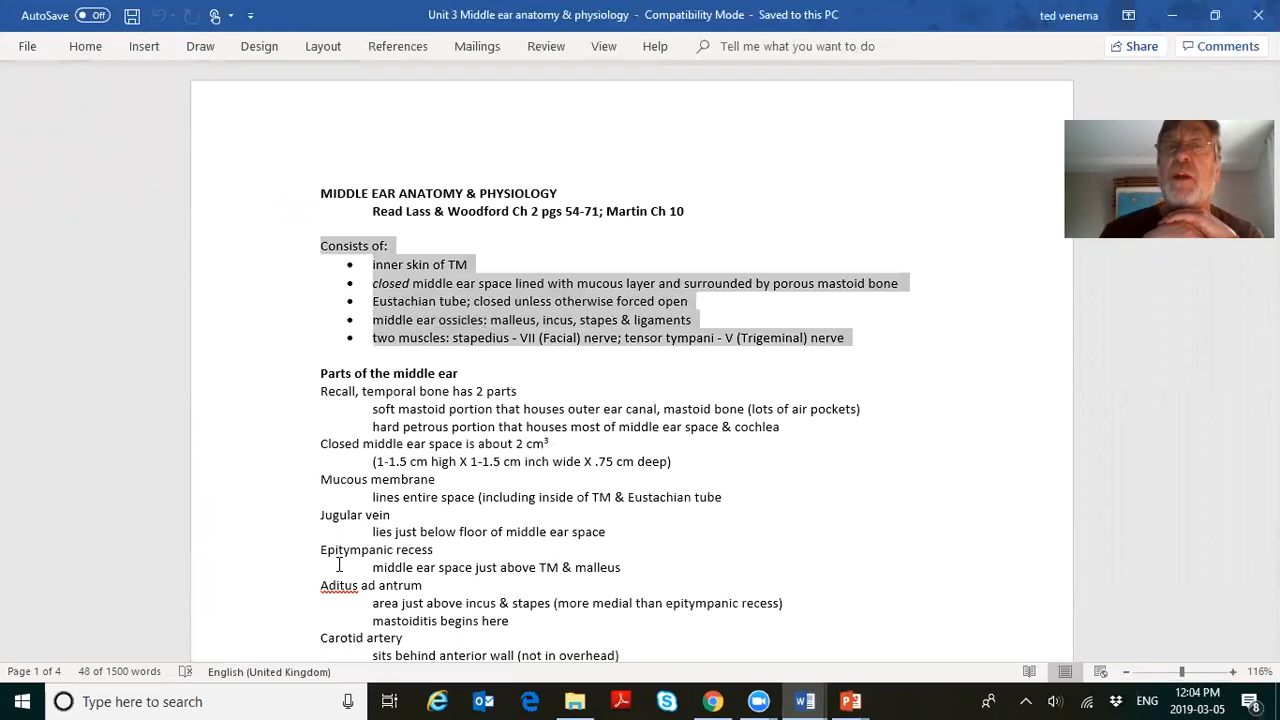 AutoSave Off Unit 3 Middle ear anatomy & physiology - Compatibility Mode - Saved to this PC ted venema
File Home Insert Draw Design Layout References Mailings Review View Help Tell me what you want to do Share Comments
MIDDLE EAR ANATOMY & PHYSIOLOGY
Read Lass & Woodford Ch 2 pgs 54-71; Martin Ch 10
Consists of:
• inner skin of TM
• closed middle ear space lined with mucous layer and surrounded by porous mastoid bone
• Eustachian tube; closed unless otherwise forced open
• middle ear ossicles: malleus, incus, stapes & ligaments
• two muscles: stapedius - VII (Facial) nerve; tensor tympani - V (Trigeminal) nerve
Parts of the middle ear
Recall, temporal bone has 2 parts
soft mastoid portion that houses outer ear canal, mastoid bone (lots of air pockets)
hard petrous portion that houses most of middle ear space & cochlea
Closed middle ear space is about 2 cm³
(1-1.5 cm high X 1-1.5 cm inch wide X .75 cm deep)
Mucous membrane
lines entire space (including inside of TM & Eustachian tube
Jugular vein
lies just below floor of middle ear space
Epitympanic recess
middle ear space just above TM & malleus
Aditus ad antrum
area just above incus & stapes (more medial than epitympanic recess)
mastoiditis begins here
Carotid artery
sits behind anterior wall (not in overhead)
Page 1 of 4 48 of 1500 words English (United Kingdom) 116%
Type here to search ENG 12:04 PM
2019-03-05 8